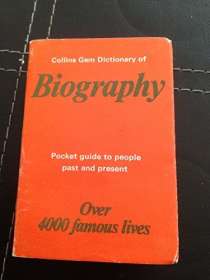 Collins Gem Dictionary of
Biography
Pocket guide to people
past and present
Over
4000 famous lives